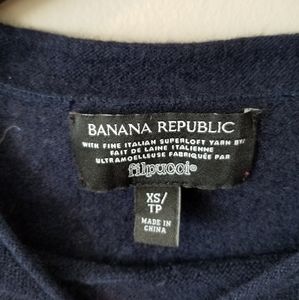 BANANA REPUBLIC
WITH FINE ITALIAN SUPERLOFT YARN BY/
FAIT DE LAINE ITALIENNE
ULTRAMOELLEUSE FABRIQUÉE PAR
filpucci®
XS/
TP
MADE IN
CHINA